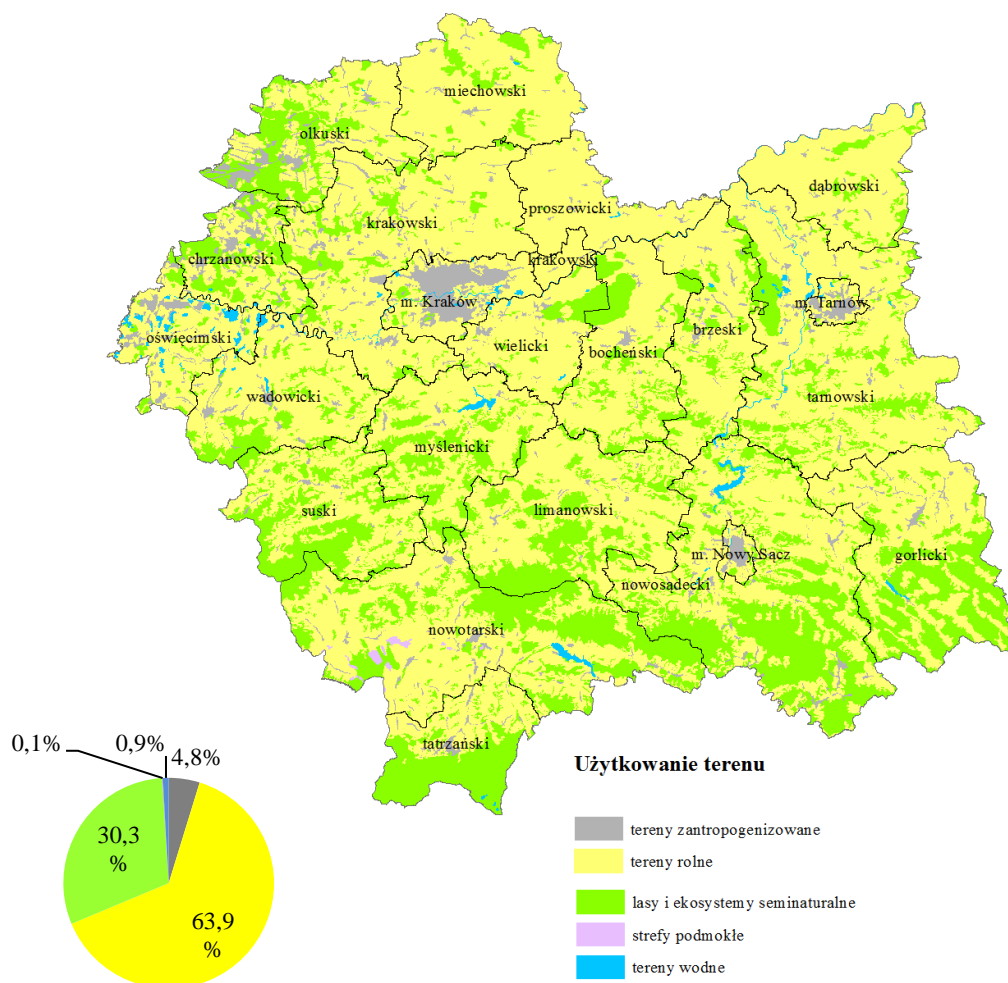 miechowski
olkuski
dąbrowski
proszowicki
krakowski
krakowski
chrzanowski
m. Kraków
m. Tarnów
oświęcimski
brzeski
wielicki
bocheński
wadowicki
tarnowski
myślenicki
suski
limanowski
m. Nowy Sącz
gorlicki
nowosądecki
nowotarski
tatrzański
0,1%
0,9%
4,8%
30,3
%
63,9
%
Użytkowanie terenu
tereny zantropogenizowane
tereny rolne
lasy i ekosystemy seminaturalne
strefy podmokłe
tereny wodne